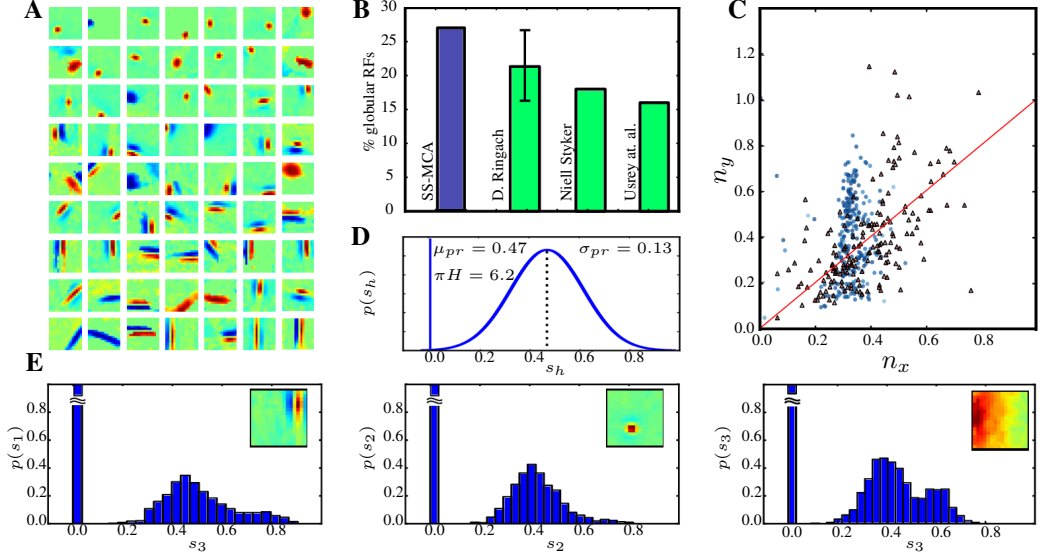 A
B
% globular RFs
30
25
20
15
10
5
0
SS-MCA
D. Ringach
Niell Styker
Usrey at. al.
C
n_y
1.2
1.0
0.8
0.6
0.4
0.2
0.0
0.0 0.2 0.4 0.6 0.8
n_x
D
p(s_h)
μ_pr = 0.47
σ_pr = 0.13
πH = 6.2
0.0 0.2 0.4 0.6 0.8
s_h
E
p(s_1)
0.8
0.6
0.4
0.2
0.0
0.0 0.2 0.4 0.6 0.8
s_3
p(s_2)
0.8
0.6
0.4
0.2
0.0
0.0 0.2 0.4 0.6 0.8
s_2
p(s_3)
0.8
0.6
0.4
0.2
0.0
0.0 0.2 0.4 0.6 0.8
s_3